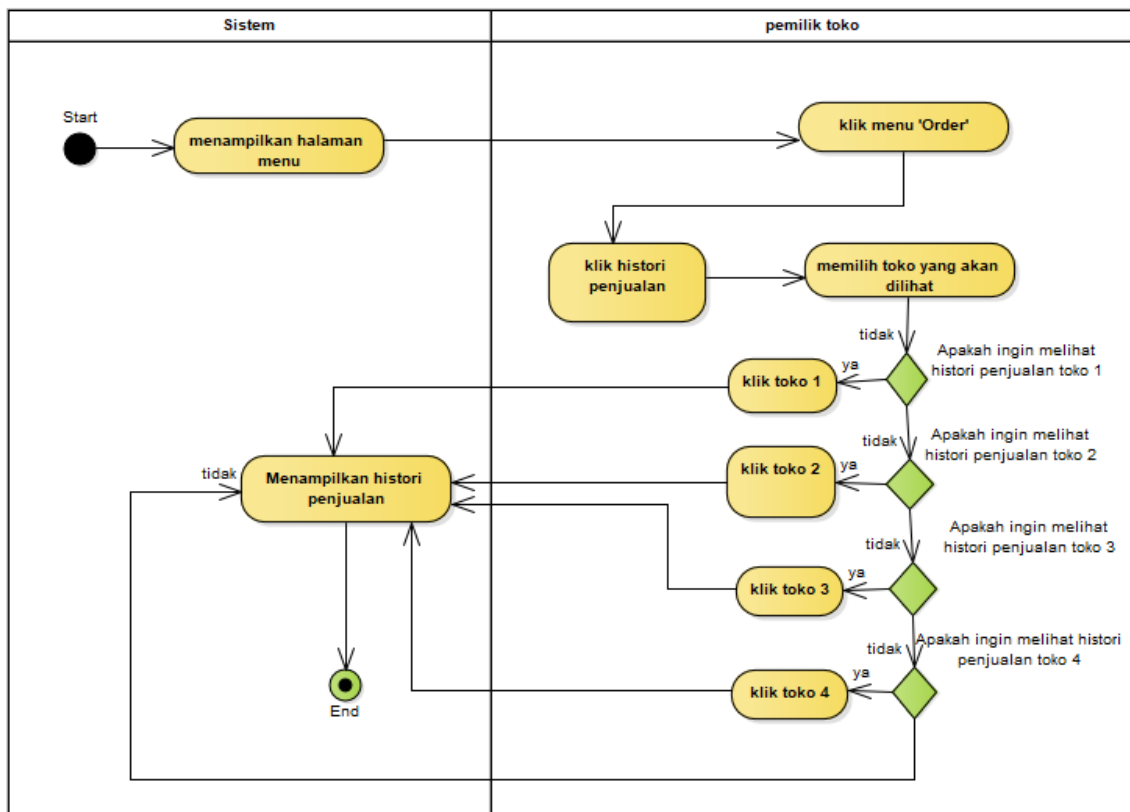 Sistem
pemilik toko
Start
menampilkan halaman
menu
klik menu 'Order'
klik histori
penjualan
memilih toko yang akan
dilihat
tidak
Apakah ingin melihat
histori penjualan toko 1
ya
klik toko 1
tidak
Apakah ingin melihat
histori penjualan toko 2
ya
klik toko 2
tidak
Menampilkan histori
penjualan
tidak
Apakah ingin melihat
histori penjualan toko 3
ya
klik toko 3
tidak
Apakah ingin melihat histori
penjualan toko 4
ya
klik toko 4
End